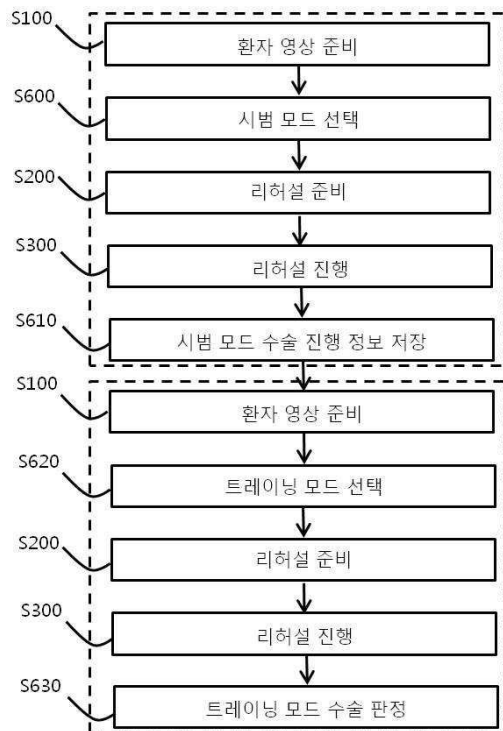 S100
환자 영상 준비
S600
시범 모드 선택
S200
리허설 준비
S300
리허설 진행
S610
시범 모드 수술 진행 정보 저장
S100
환자 영상 준비
S620
트레이닝 모드 선택
S200
리허설 준비
S300
리허설 진행
S630
트레이닝 모드 수술 판정